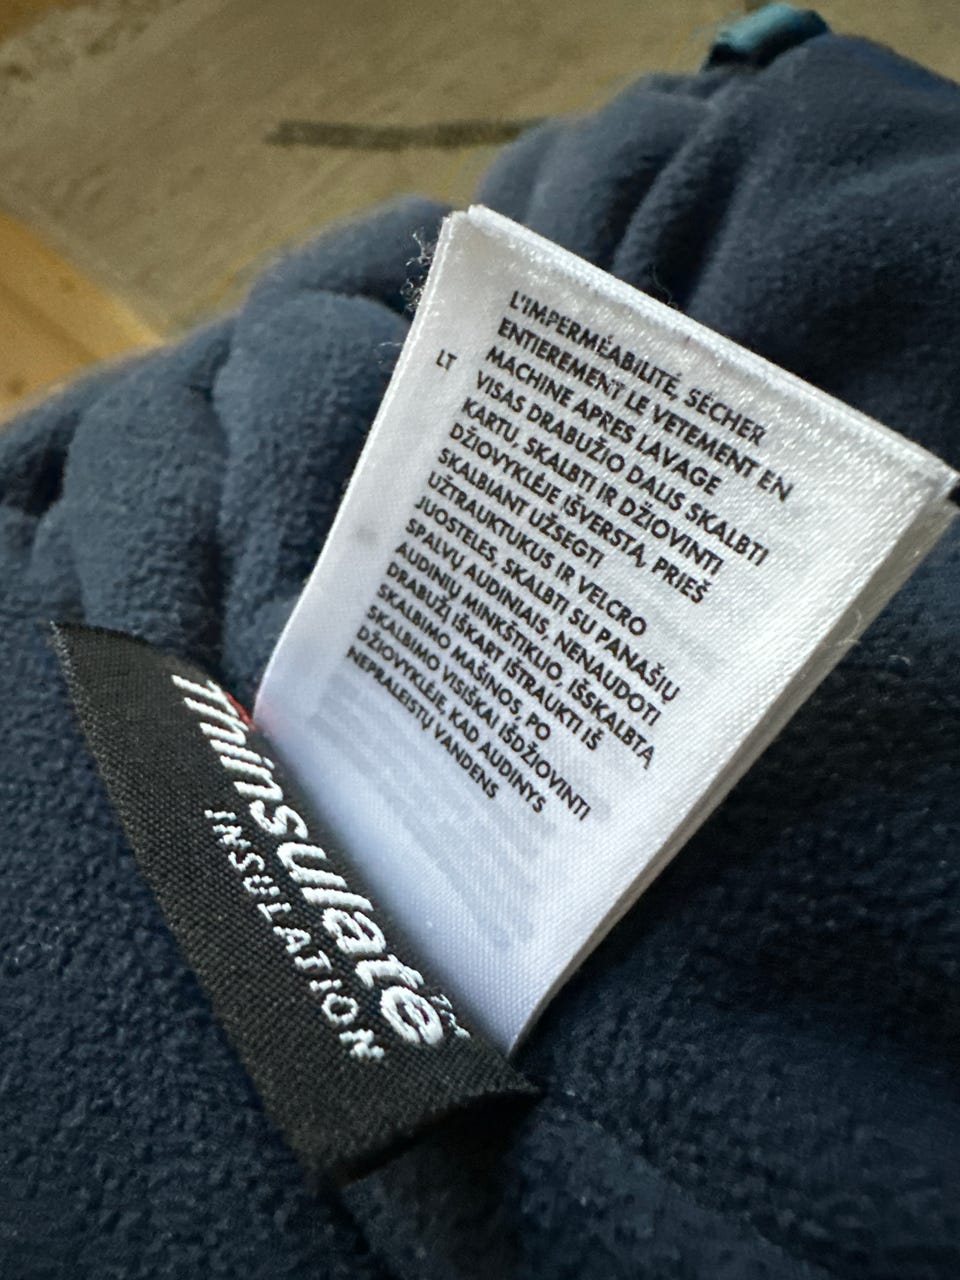 L'IMPERMÉABILITÉ, SÉCHER
ENTIEREMENT LE VETEMENT EN
MACHINE APRES LAVAGE
LT
VISAS DRABUŽIO DALIS SKALBTI
KARTU, SKALBTI IR DŽIOVINTI
DŽIOVYKLĖJE IŠVERSTĄ, PRIEŠ
SKALBIANT UŽSEGTI
UŽTRAUKTUKUS IR VELCRO
JUOSTELES, SKALBTI SU PANAŠIŲ
SPALVŲ AUDINIAIS, NENAUDOTI
AUDINIŲ MINKŠTIKLIO, IŠSKALBTĄ
DRABUŽĮ IŠKART IŠTRAUKTI IŠ
SKALBIMO MAŠINOS, PO
SKALBIMO VISIŠKAI IŠDŽIOVINTI
DŽIOVYKLĖJE, KAD AUDINYS
NEPRALEISTŲ VANDENS
Thinsulate™
INSULATION